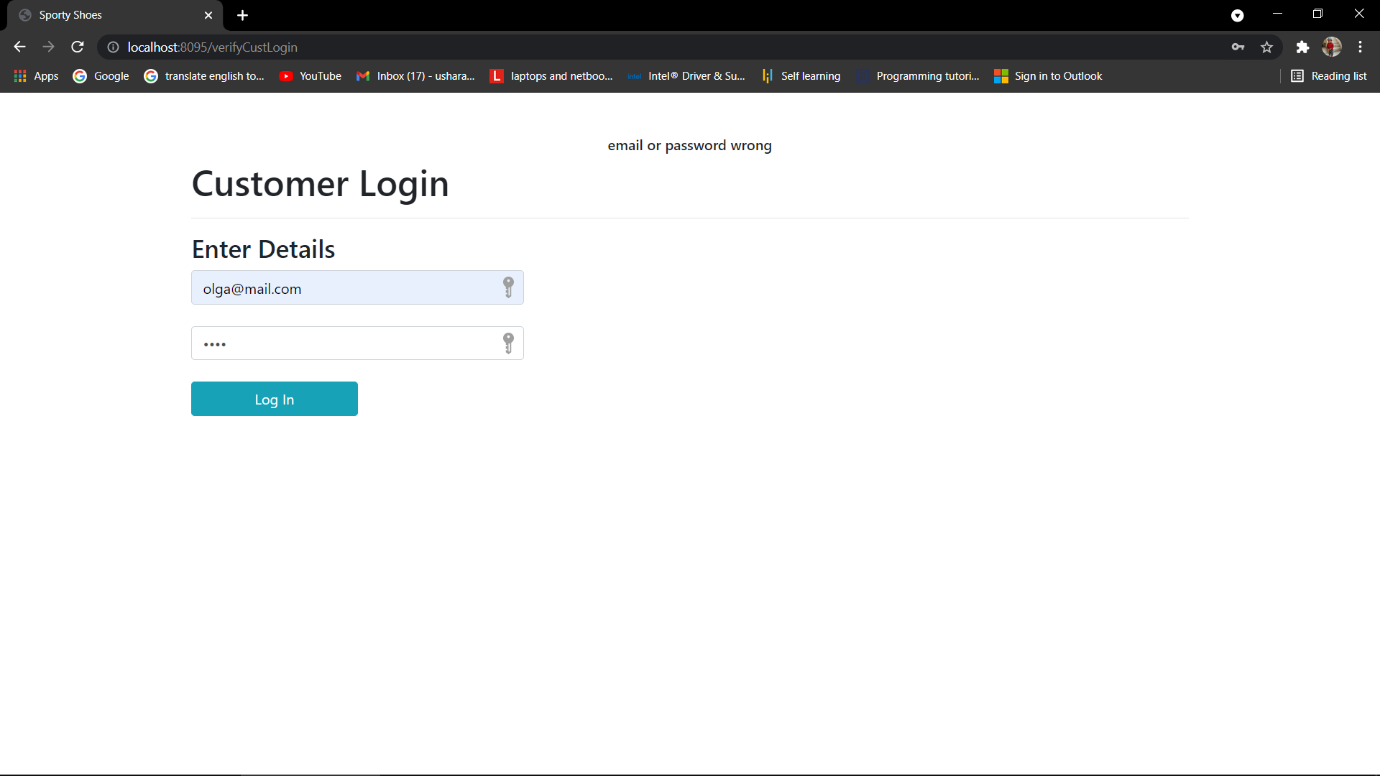 Sporty Shoes
localhost:8095/verifyCustLogin
Apps Google translate english to... YouTube Inbox (17) - ushara... L laptops and netboo... intel Intel® Driver & Su... Self learning Programming tutori... Sign in to Outlook Reading list
email or password wrong
Customer Login
Enter Details
olga@mail.com
••••
Log In